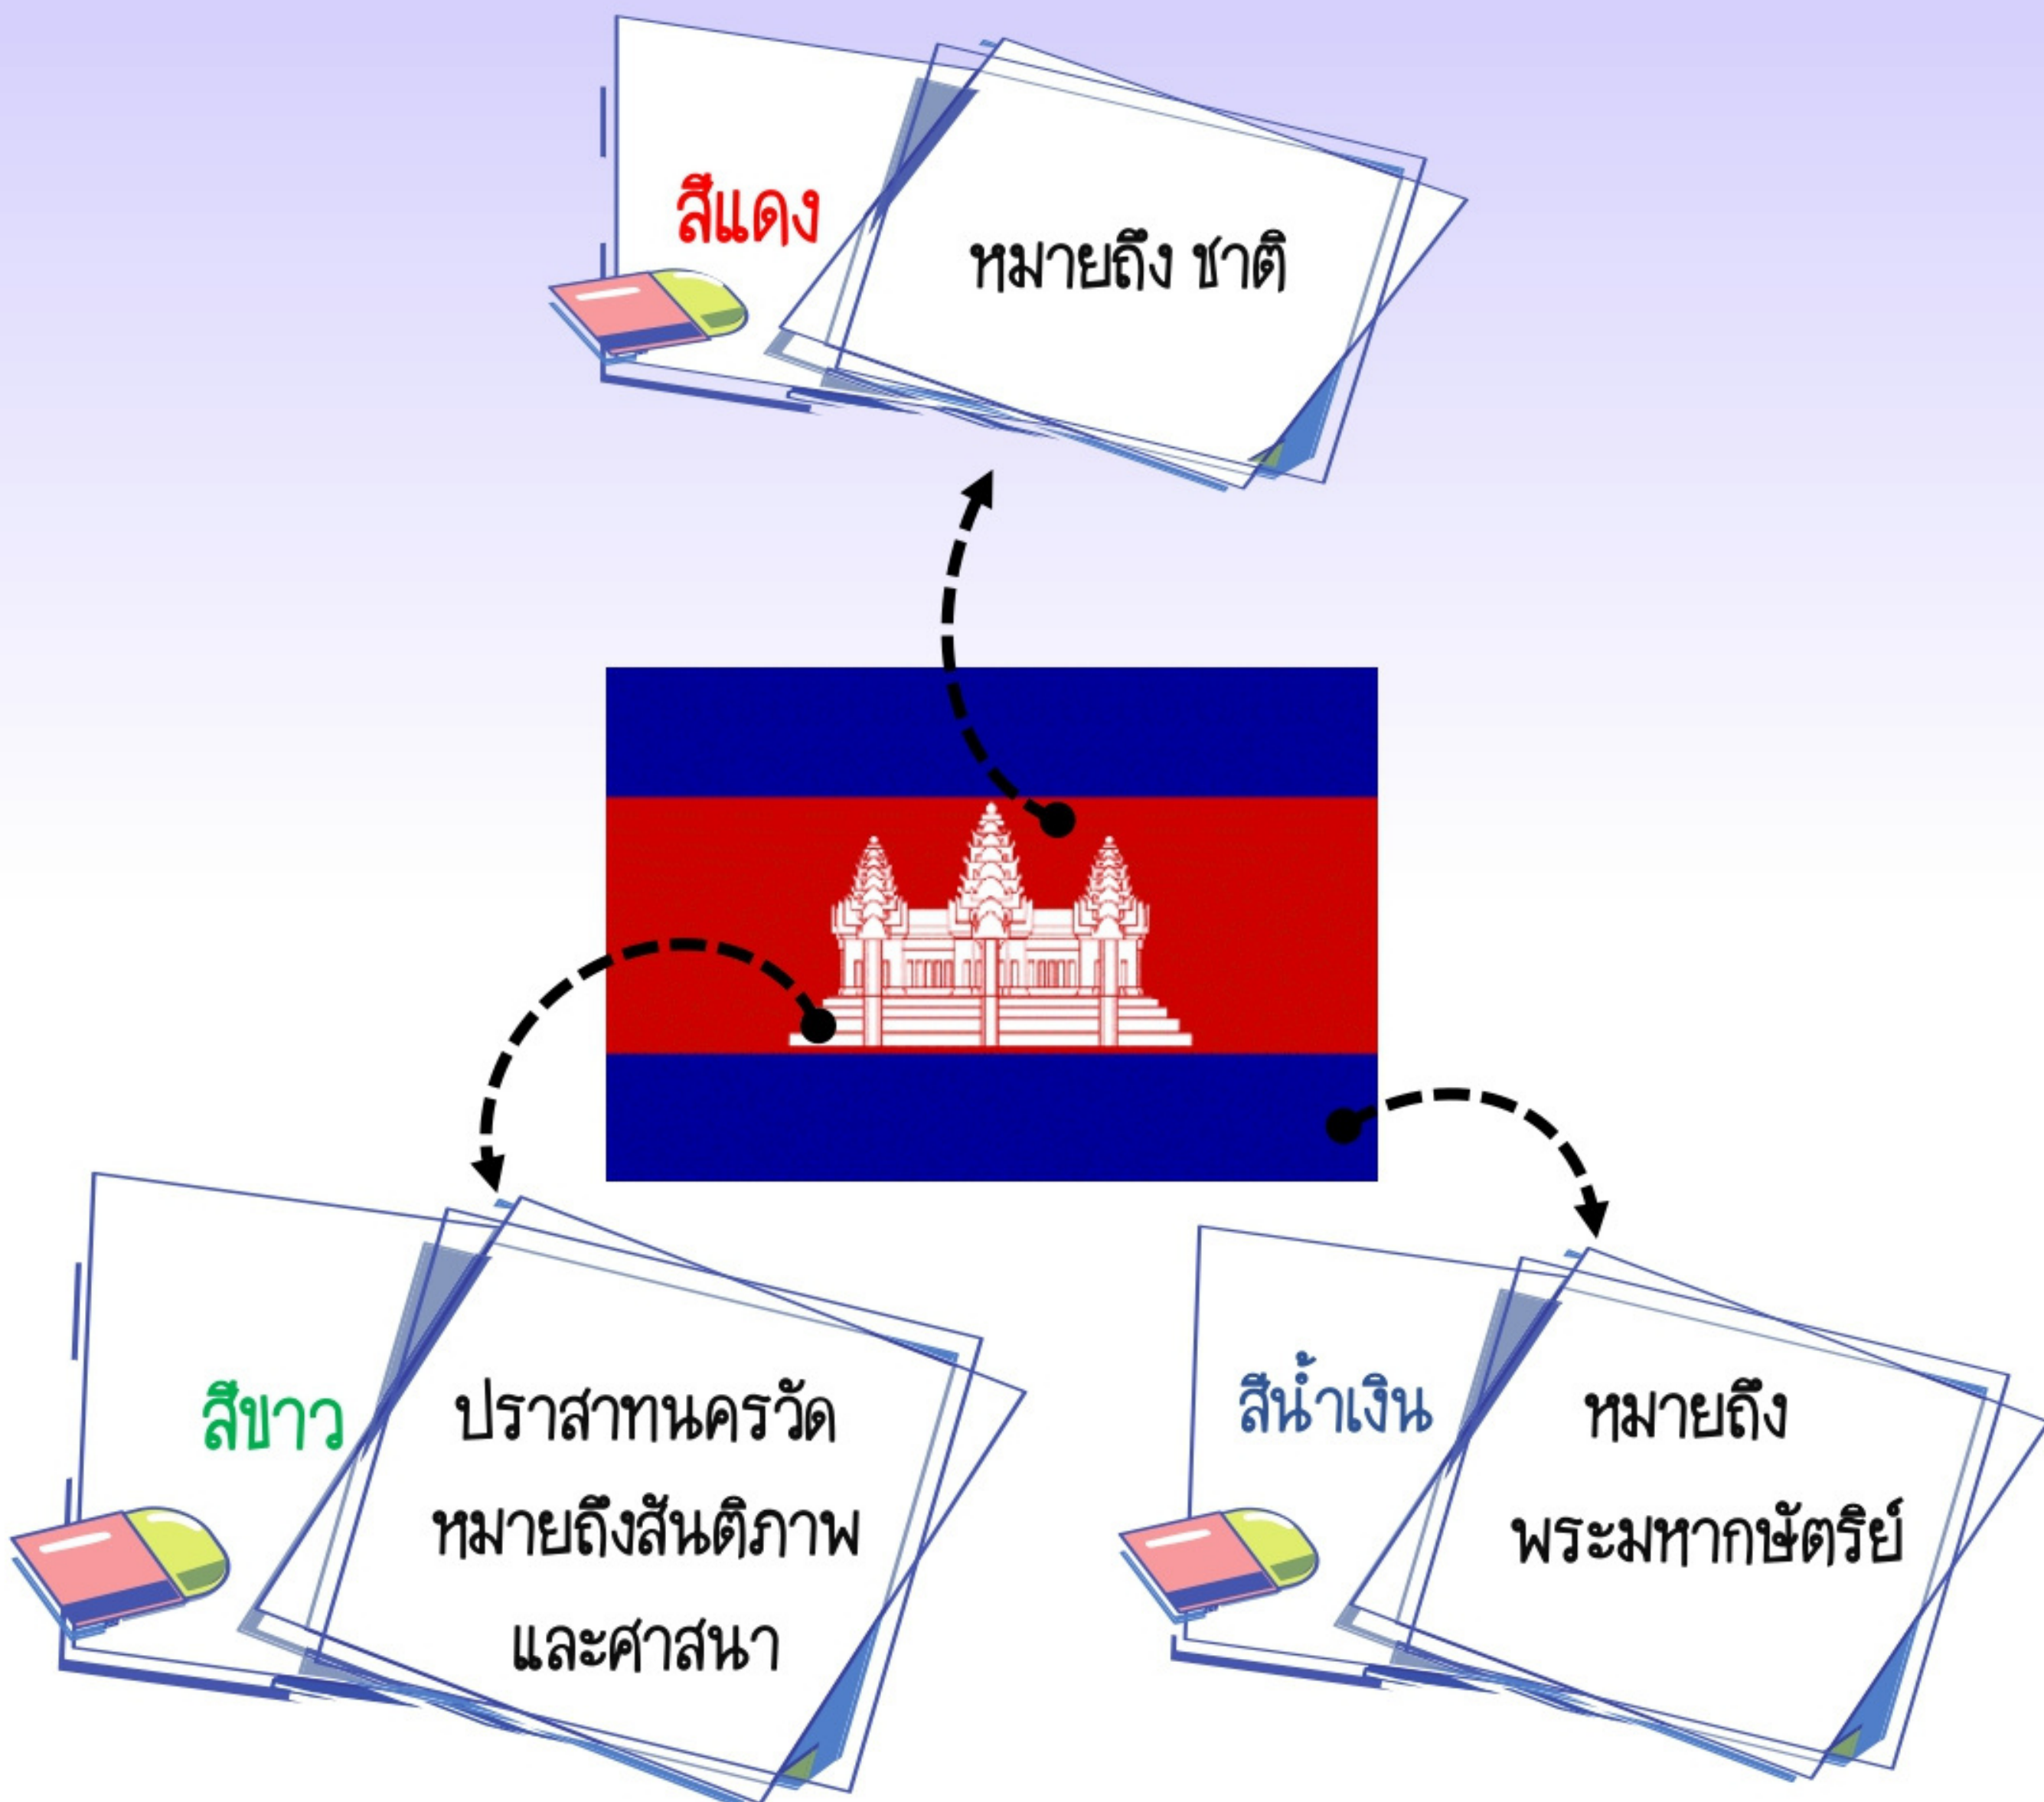 สีแดง
หมายถึง ชาติ
สีขาว
ปราสาทนครวัด
หมายถึงสันติภาพ
และศาสนา
สีน้ำเงิน
หมายถึง
พระมหากษัตริย์